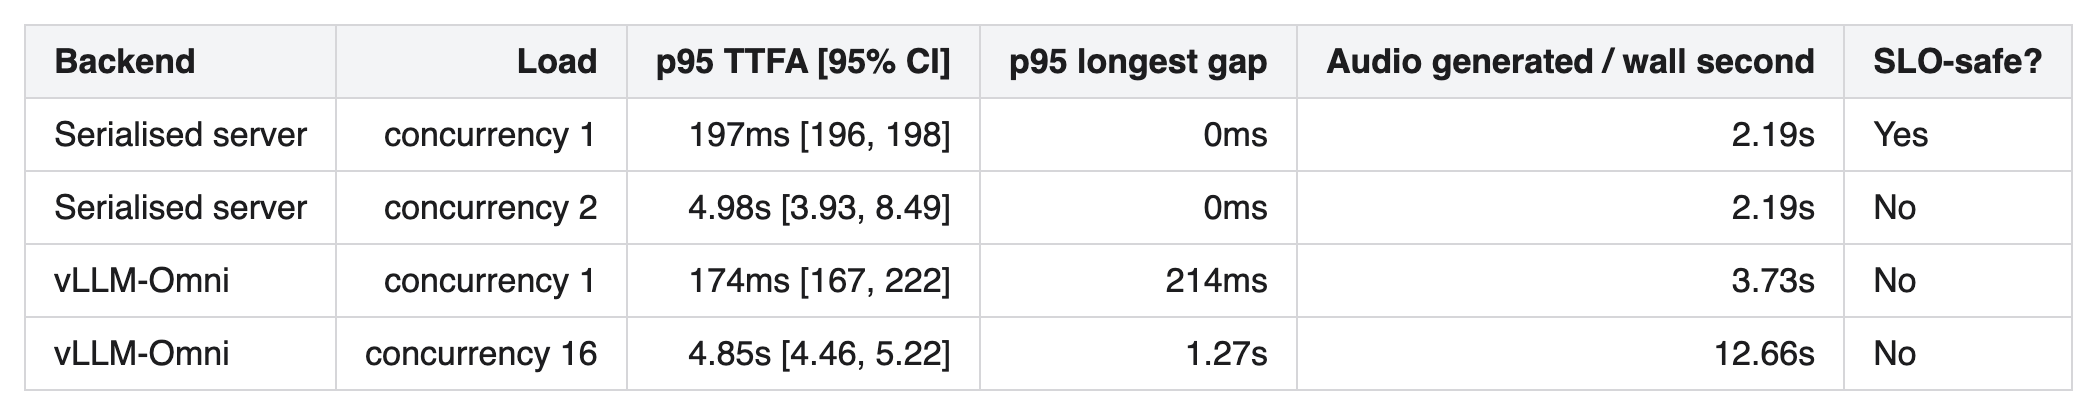 Backend Load p95 TTFA [95% CI] p95 longest gap Audio generated / wall second SLO-safe?
Serialised server concurrency 1 197ms [196, 198] 0ms 2.19s Yes
Serialised server concurrency 2 4.98s [3.93, 8.49] 0ms 2.19s No
vLLM-Omni concurrency 1 174ms [167, 222] 214ms 3.73s No
vLLM-Omni concurrency 16 4.85s [4.46, 5.22] 1.27s 12.66s No